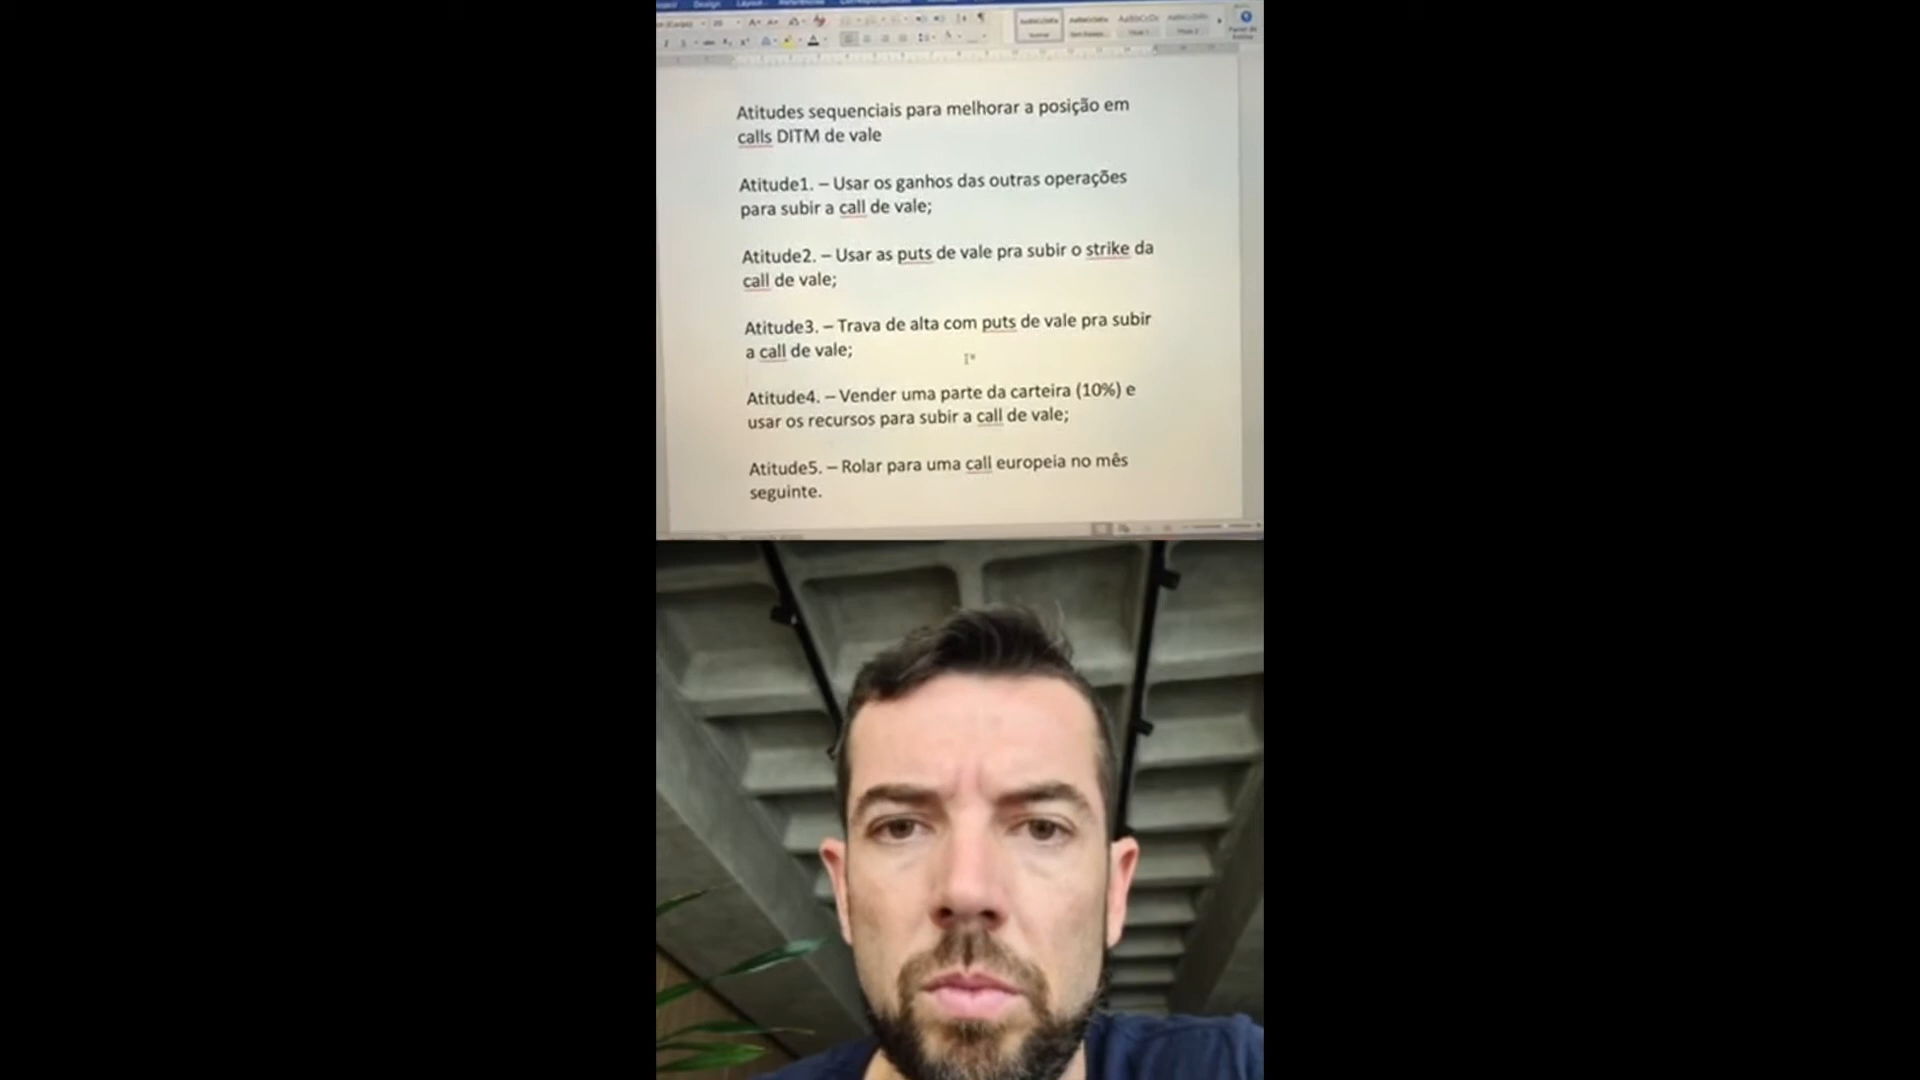 Atitudes sequenciais para melhorar a posição em
calls DITM de vale
Atitude1. – Usar os ganhos das outras operações
para subir a call de vale;
Atitude2. – Usar as puts de vale pra subir o strike da
call de vale;
Atitude3. – Trava de alta com puts de vale pra subir
a call de vale;
Atitude4. – Vender uma parte da carteira (10%) e
usar os recursos para subir a call de vale;
Atitude5. – Rolar para uma call europeia no mês
seguinte.